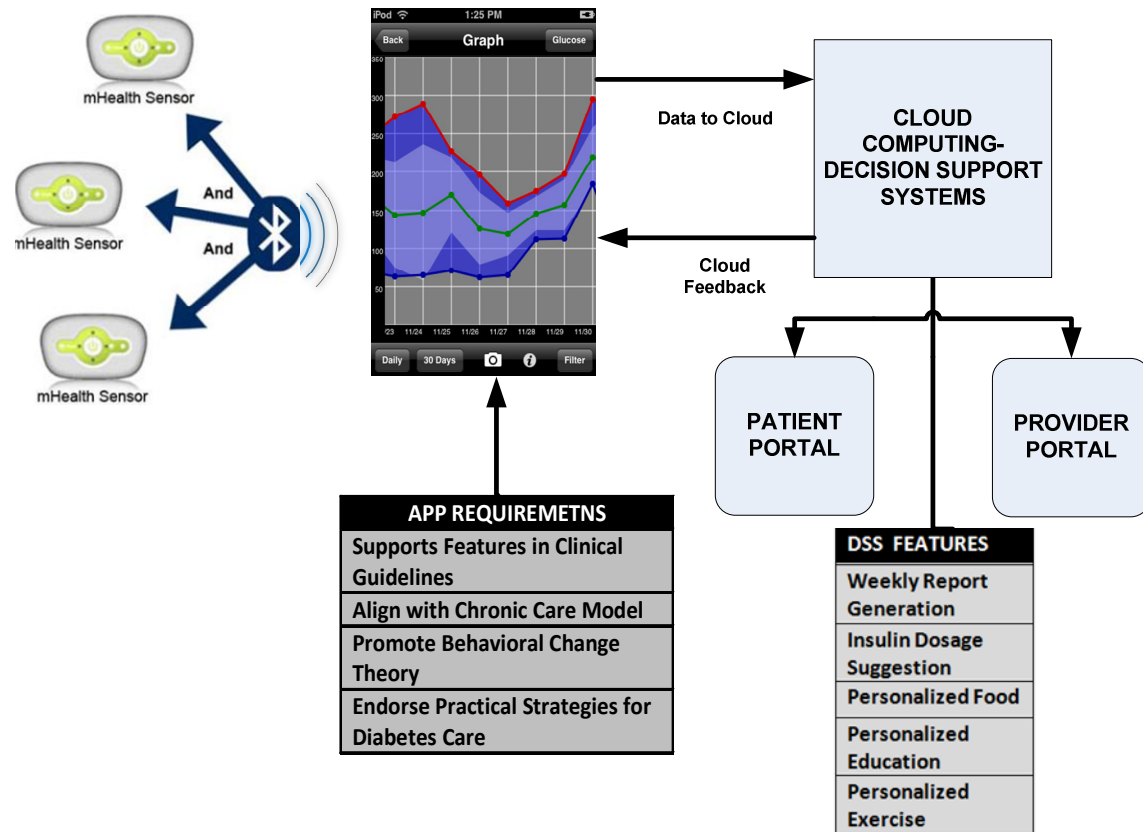 mHealth Sensor
And
mHealth Sensor
And
mHealth Sensor
iPod 1:25 PM
Back Graph Glucose
350
300
250
200
150
100
50
/23 11/24 11/25 11/26 11/27 11/28 11/29 11/30
Daily 30 Days i Filter
Data to Cloud
Cloud
Feedback
CLOUD
COMPUTING-
DECISION SUPPORT
SYSTEMS
PATIENT
PORTAL
PROVIDER
PORTAL
APP REQUIREMETNS
Supports Features in Clinical
Guidelines
Align with Chronic Care Model
Promote Behavioral Change
Theory
Endorse Practical Strategies for
Diabetes Care
DSS FEATURES
Weekly Report
Generation
Insulin Dosage
Suggestion
Personalized Food
Personalized
Education
Personalized
Exercise